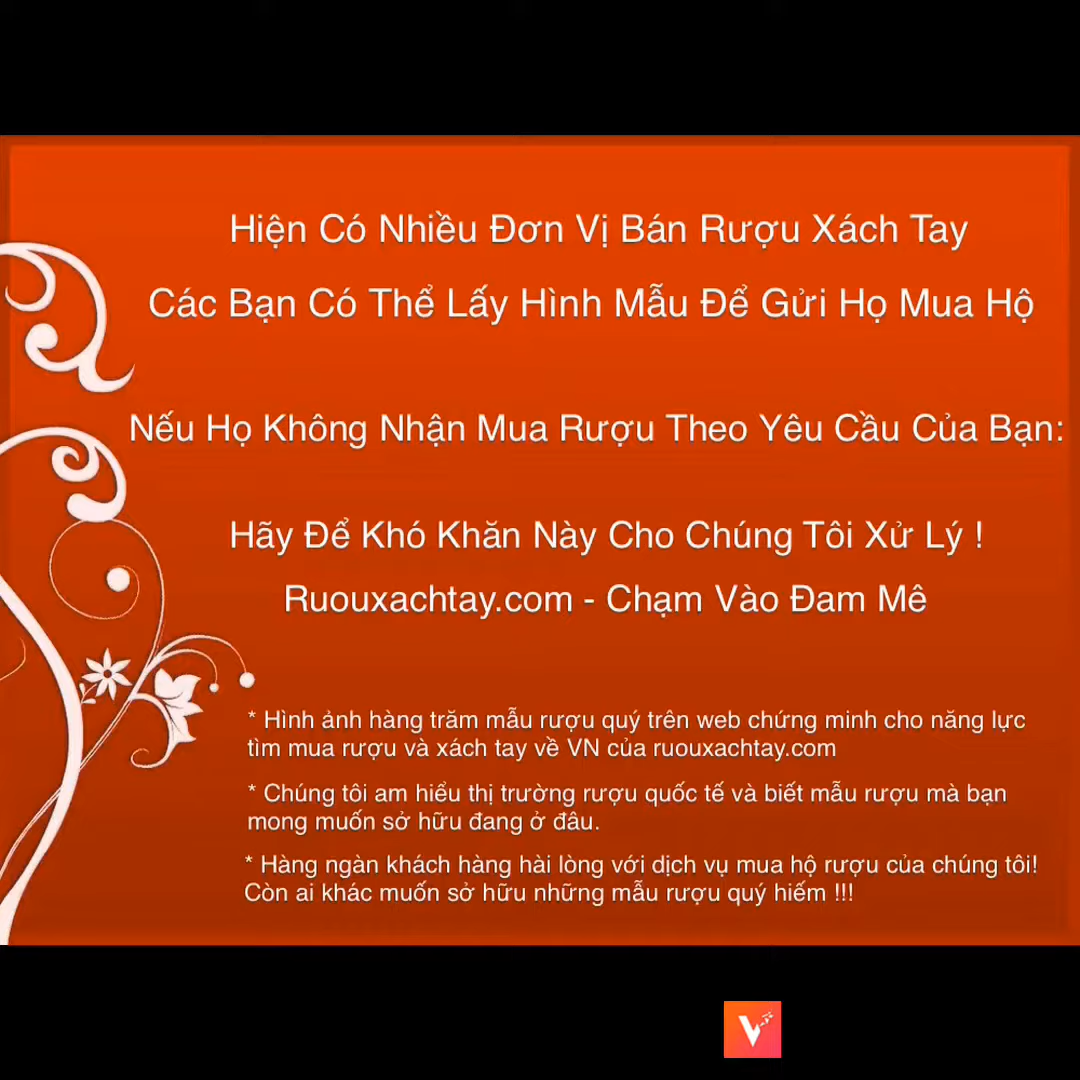 Hiện Có Nhiều Đơn Vị Bán Rượu Xách Tay
Các Bạn Có Thể Lấy Hình Mẫu Để Gửi Họ Mua Hộ
Nếu Họ Không Nhận Mua Rượu Theo Yêu Cầu Của Bạn:
Hãy Để Khó Khăn Này Cho Chúng Tôi Xử Lý !
Ruouxachtay.com - Chạm Vào Đam Mê
* Hình ảnh hàng trăm mẫu rượu quý trên web chứng minh cho năng lực
tìm mua rượu và xách tay về VN của ruouxachtay.com
* Chúng tôi am hiểu thị trường rượu quốc tế và biết mẫu rượu mà bạn
mong muốn sở hữu đang ở đâu.
* Hàng ngàn khách hàng hài lòng với dịch vụ mua hộ rượu của chúng tôi!
Còn ai khác muốn sở hữu những mẫu rượu quý hiếm !!!